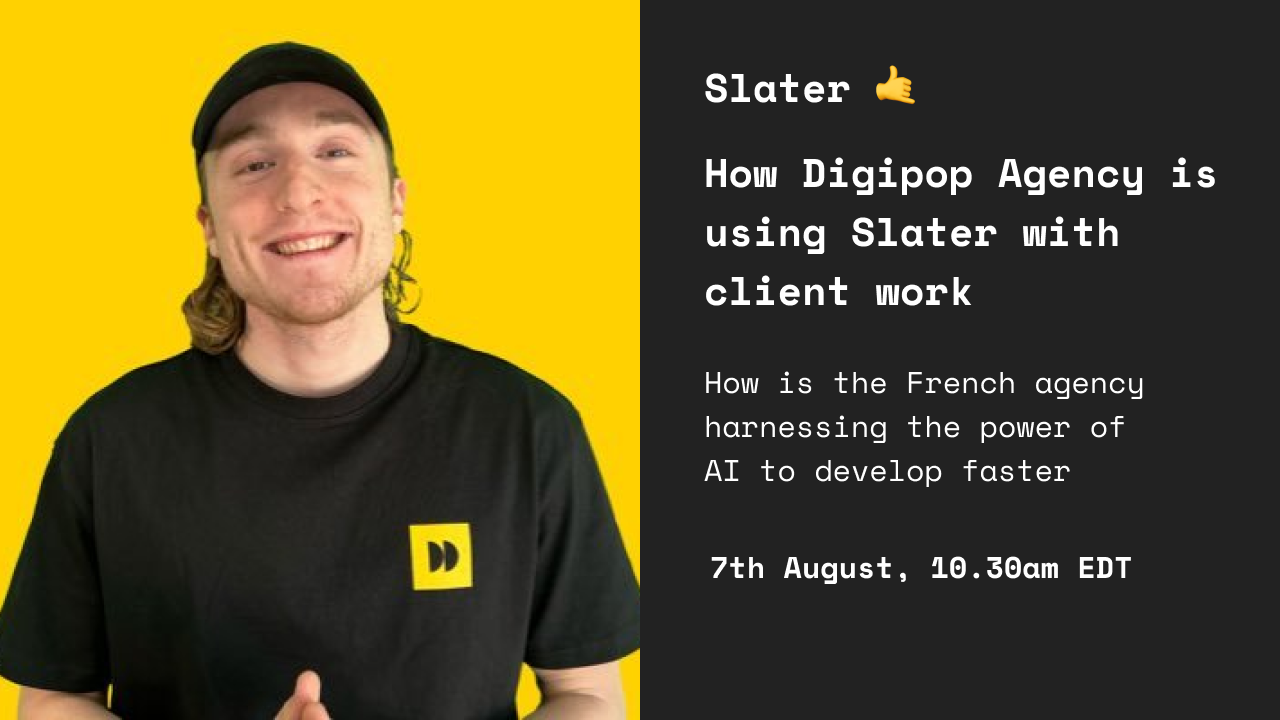 Slater 🤙
How Digipop Agency is
using Slater with
client work
How is the French agency
harnessing the power of
AI to develop faster
7th August, 10.30am EDT